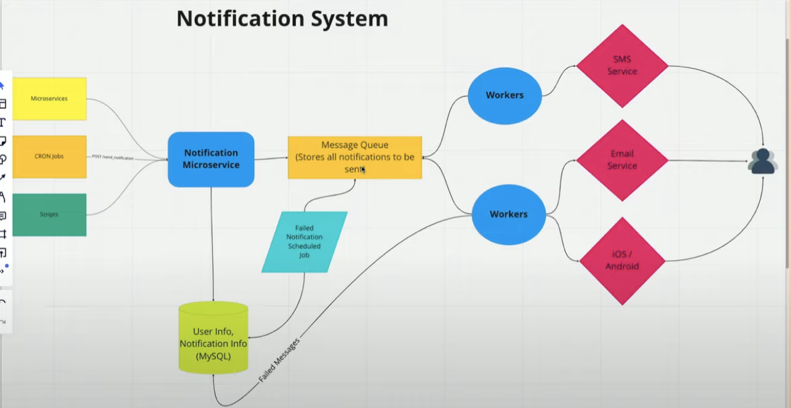 Notification System
Microservices
CRON Jobs
Scripts
POST /send_notification
Notification
Microservice
Message Queue
(Stores all notifications to be
sent)
Failed
Notification
Scheduled
Job
User Info,
Notification Info
(MySQL)
Failed Messages
Workers
Workers
SMS
Service
Email
Service
iOS /
Android